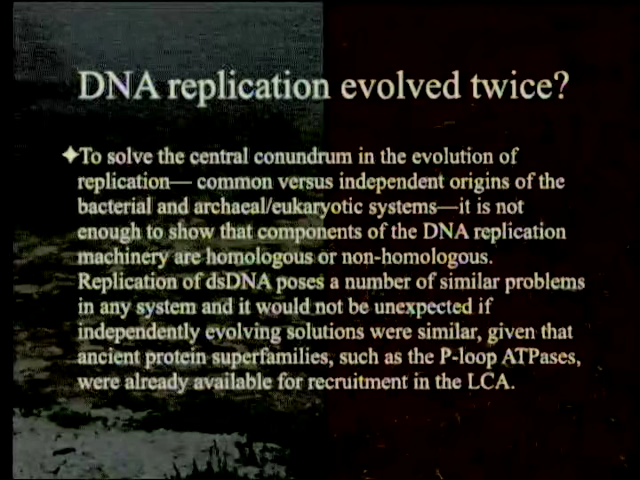 DNA replication evolved twice?
✦To solve the central conundrum in the evolution of
replication— common versus independent origins of the
bacterial and archaeal/eukaryotic systems—it is not
enough to show that components of the DNA replication
machinery are homologous or non-homologous.
Replication of dsDNA poses a number of similar problems
in any system and it would not be unexpected if
independently evolving solutions were similar, given that
ancient protein superfamilies, such as the P-loop ATPases,
were already available for recruitment in the LCA.